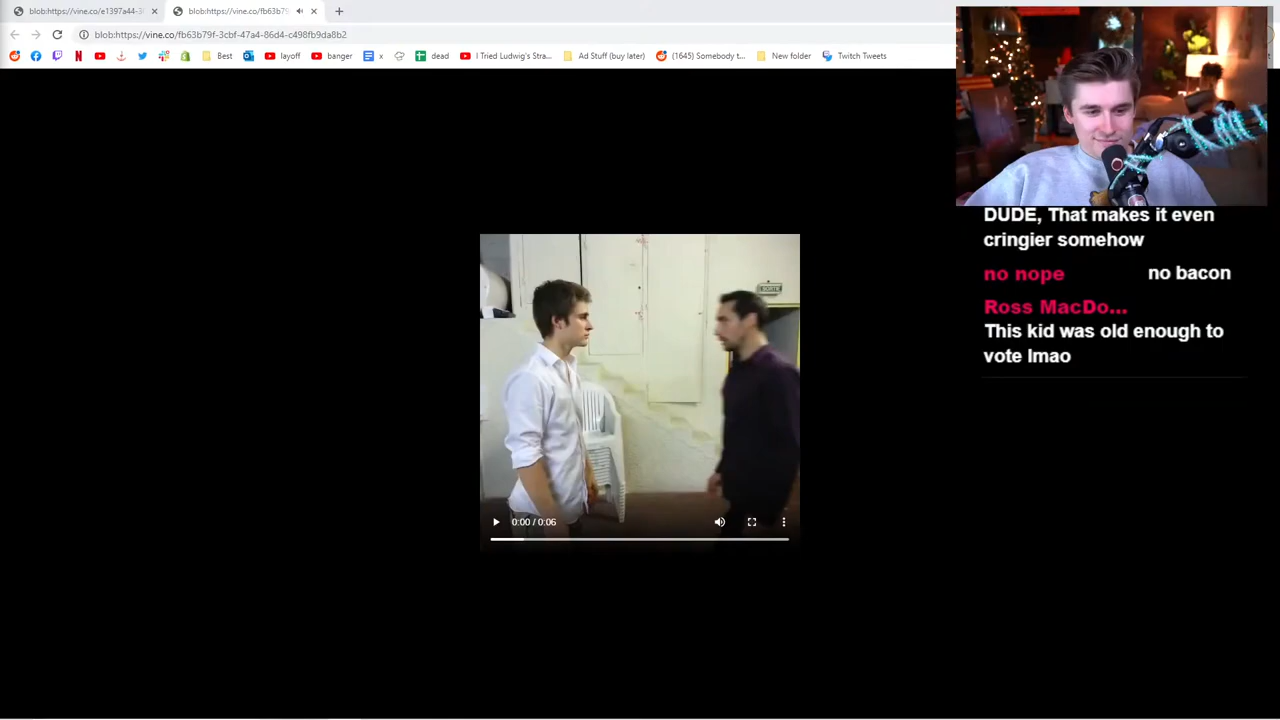 blob:https://vine.co/e1397a44-3
blob:https://vine.co/fb63b79
blob:https://vine.co/fb63b79f-3cbf-47a4-86d4-c498fb9da8b2
Best
layoff
banger
x
dead
I Tried Ludwig's Stra...
Ad Stuff (buy later)
(1645) Somebody t...
New folder
Twitch Tweets
DUDE, That makes it even
cringier somehow
no nope no bacon
Ross MacDo...
This kid was old enough to
vote lmao
SORTIE
0:00 / 0:06